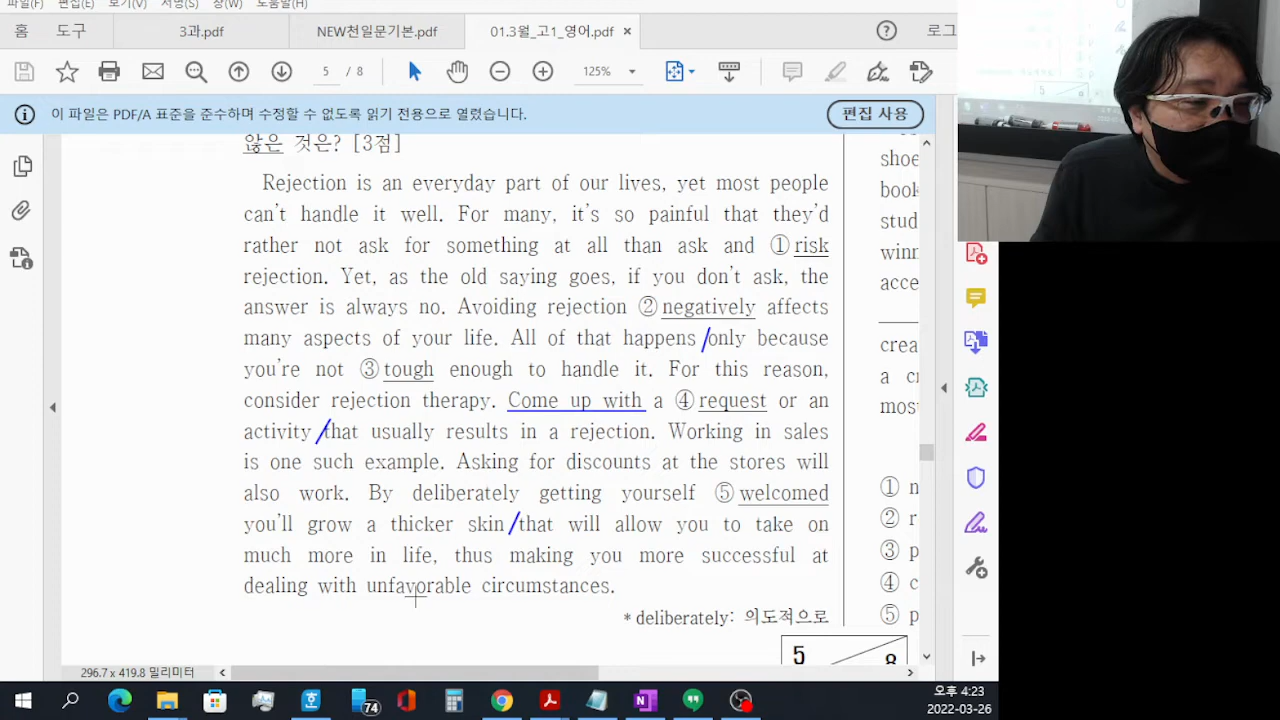 파일(F) 편집(E) 보기(V) 서명(S) 창(W) 도움말(H)
홈 도구 3과.pdf NEW천일문기본.pdf 01.3월_고1_영어.pdf × 로그
5 / 8 125%
이 파일은 PDF/A 표준을 준수하며 수정할 수 없도록 읽기 전용으로 열렸습니다. 편집 사용
않은 것은? [3점]
Rejection is an everyday part of our lives, yet most people
can't handle it well. For many, it's so painful that they'd
rather not ask for something at all than ask and ① risk
rejection. Yet, as the old saying goes, if you don't ask, the
answer is always no. Avoiding rejection ② negatively affects
many aspects of your life. All of that happens only because
you're not ③ tough enough to handle it. For this reason,
consider rejection therapy. Come up with a ④ request or an
activity that usually results in a rejection. Working in sales
is one such example. Asking for discounts at the stores will
also work. By deliberately getting yourself ⑤ welcomed
you'll grow a thicker skin that will allow you to take on
much more in life, thus making you more successful at
dealing with unfavorable circumstances.
* deliberately: 의도적으로
5 8
shoe
book
stud
winn
acce
crea
a c
most
① n
② r
③ p
④ c
⑤ p
296.7 x 419.8 밀리미터
74
오후 4:23
2022-03-26